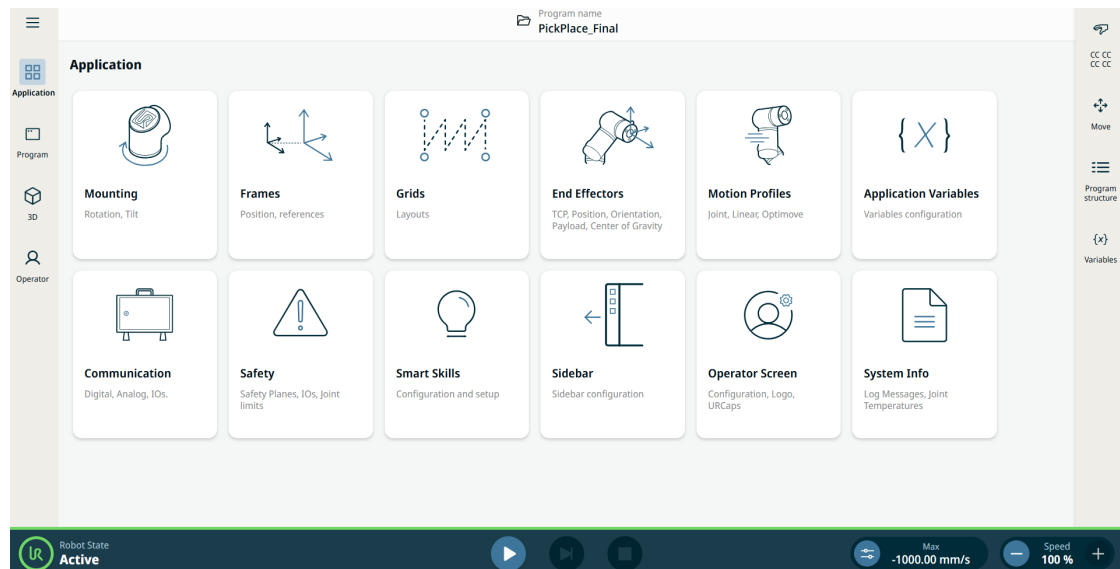 Program name
PickPlace_Final
Application
Application
Program
3D
Operator
Mounting
Rotation, Tilt
Frames
Position, references
Grids
Layouts
End Effectors
TCP, Position, Orientation,
Payload, Center of Gravity
Motion Profiles
Joint, Linear, Optimove
{X}
Application Variables
Variables configuration
Communication
Digital, Analog, IOs.
Safety
Safety Planes, IOs, Joint
limits
Smart Skills
Configuration and setup
Sidebar
Sidebar configuration
Operator Screen
Configuration, Logo,
URCaps
System Info
Log Messages, Joint
Temperatures
CC CC
CC CC
Move
Program
structure
{x}
Variables
UR
Robot State
Active
Max
-1000.00 mm/s
Speed
100 %